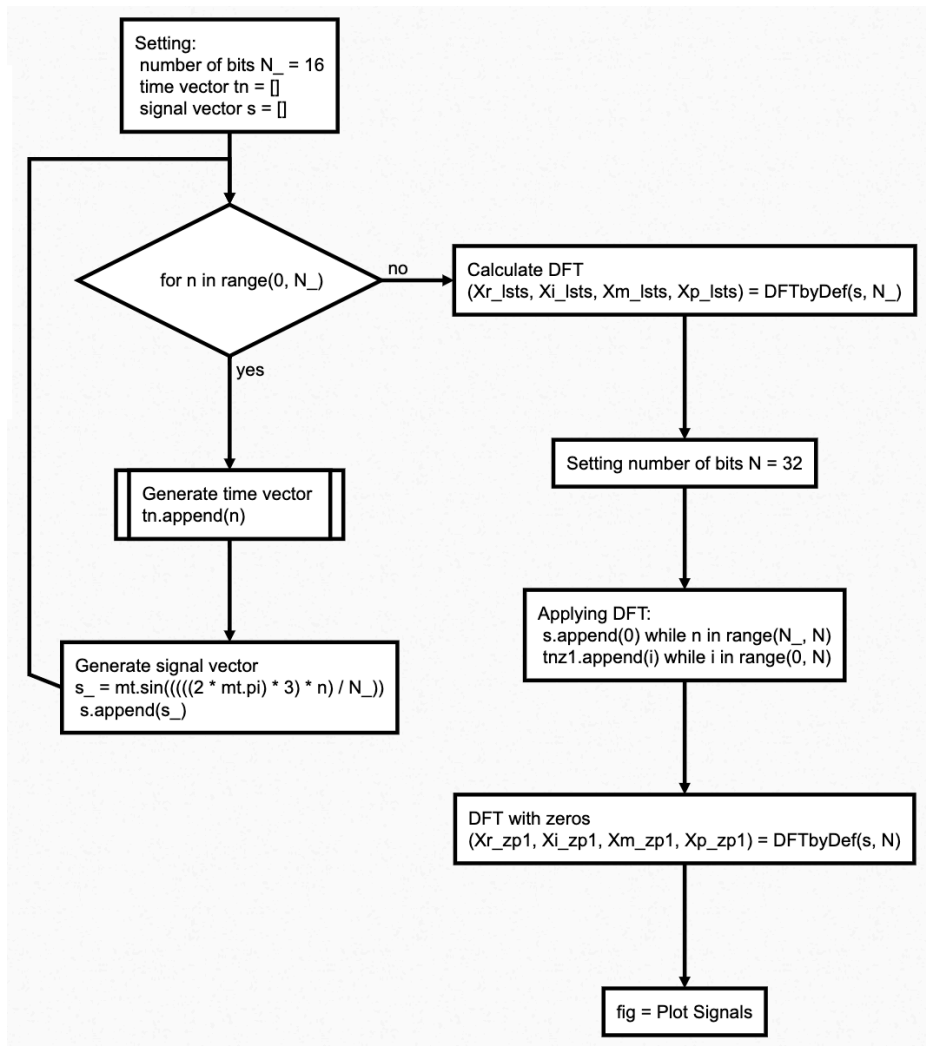 Setting:
number of bits N_ = 16
time vector tn = []
signal vector s = []
for n in range(0, N_)
no
yes
Generate time vector
tn.append(n)
Generate signal vector
s_ = mt.sin(((((2 * mt.pi) * 3) * n) / N_))
s.append(s_)
Calculate DFT
(Xr_lsts, Xi_lsts, Xm_lsts, Xp_lsts) = DFTbyDef(s, N_)
Setting number of bits N = 32
Applying DFT:
s.append(0) while n in range(N_, N)
tnz1.append(i) while i in range(0, N)
DFT with zeros
(Xr_zp1, Xi_zp1, Xm_zp1, Xp_zp1) = DFTbyDef(s, N)
fig = Plot Signals